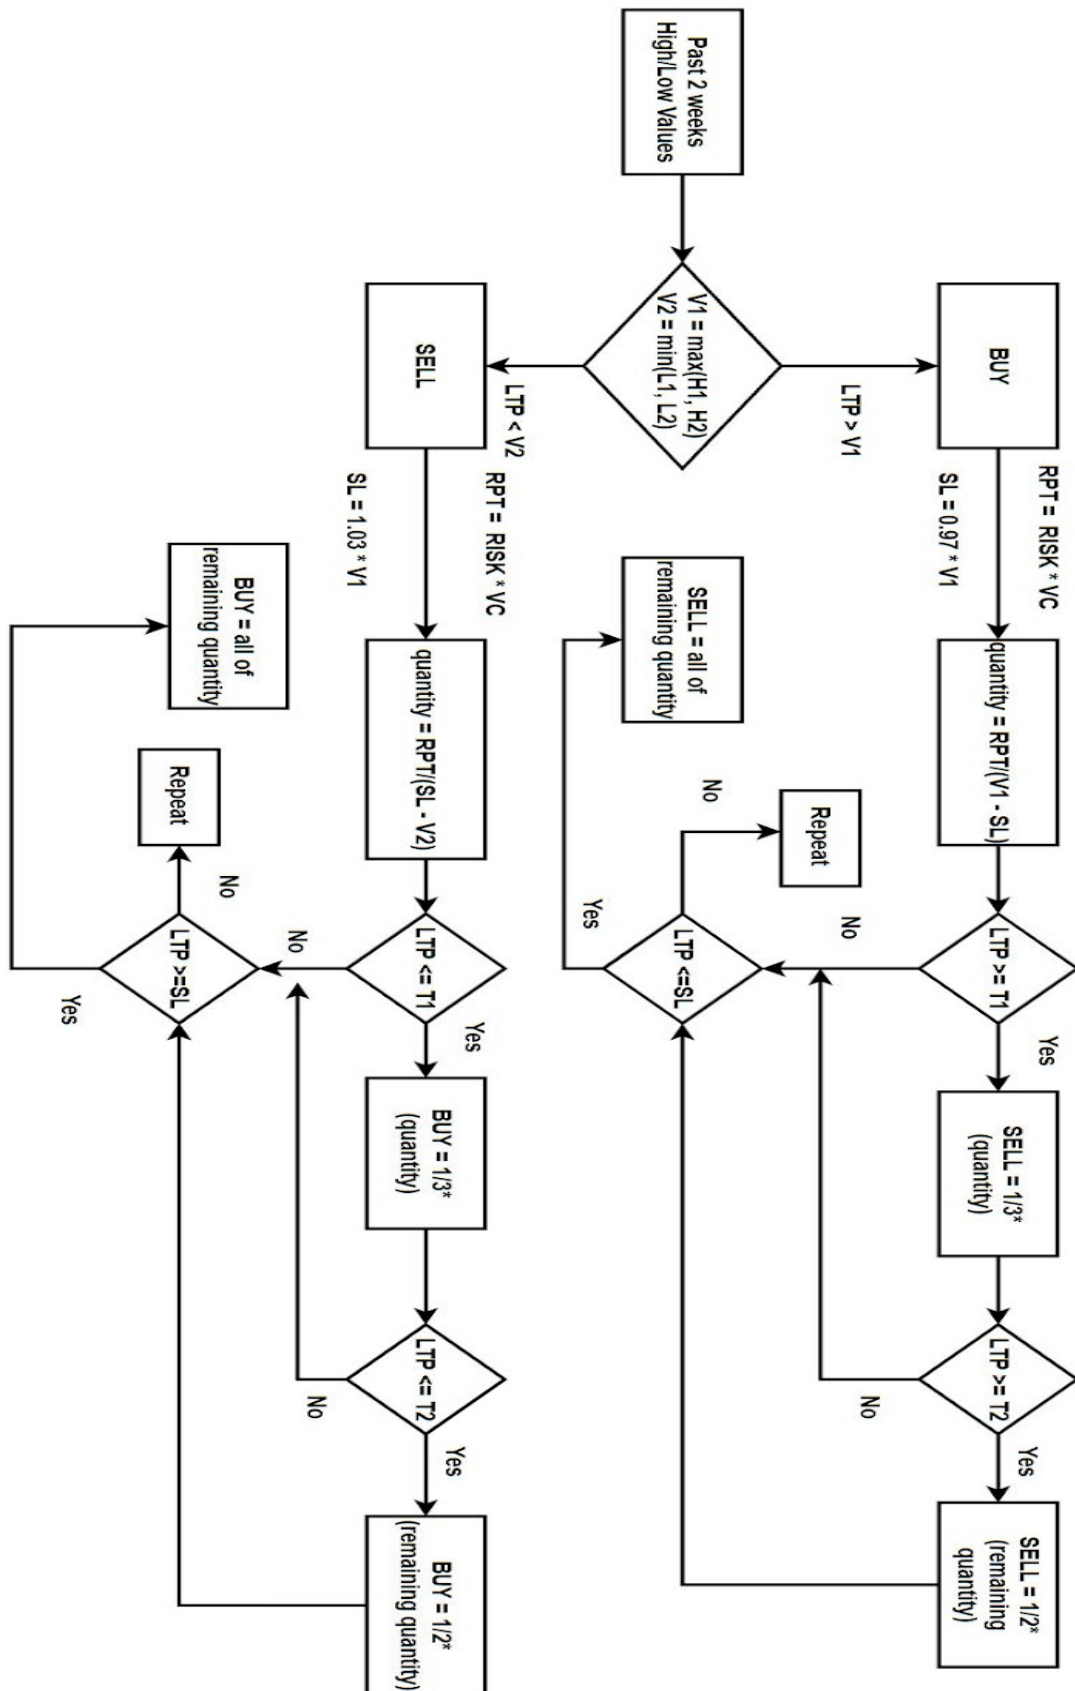 Past 2 weeks
High/Low Values
V1 = max(H1, H2)
V2 = min(L1, L2)
LTP > V1
BUY
RPT = RISK * VC
SL = 0.97 * V1
quantity = RPT/(V1 - SL)
LTP >= T1
Yes
SELL = 1/3*
(quantity)
LTP >= T2
Yes
SELL = 1/2*
(remaining
quantity)
No
No
LTP <=SL
No
Repeat
Yes
SELL = all of
remaining quantity
LTP < V2
SELL
RPT = RISK * VC
SL = 1.03 * V1
quantity = RPT/(SL - V2)
LTP <= T1
Yes
BUY = 1/3*
(quantity)
LTP <= T2
Yes
BUY = 1/2*
(remaining quantity)
No
No
LTP >=SL
No
Repeat
Yes
BUY = all of
remaining quantity